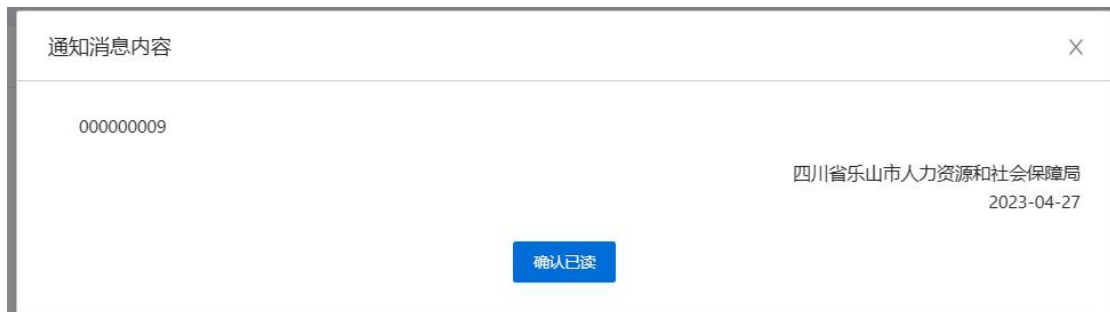 通知消息内容
000000009
四川省乐山市人力资源和社会保障局
2023-04-27
确认已读